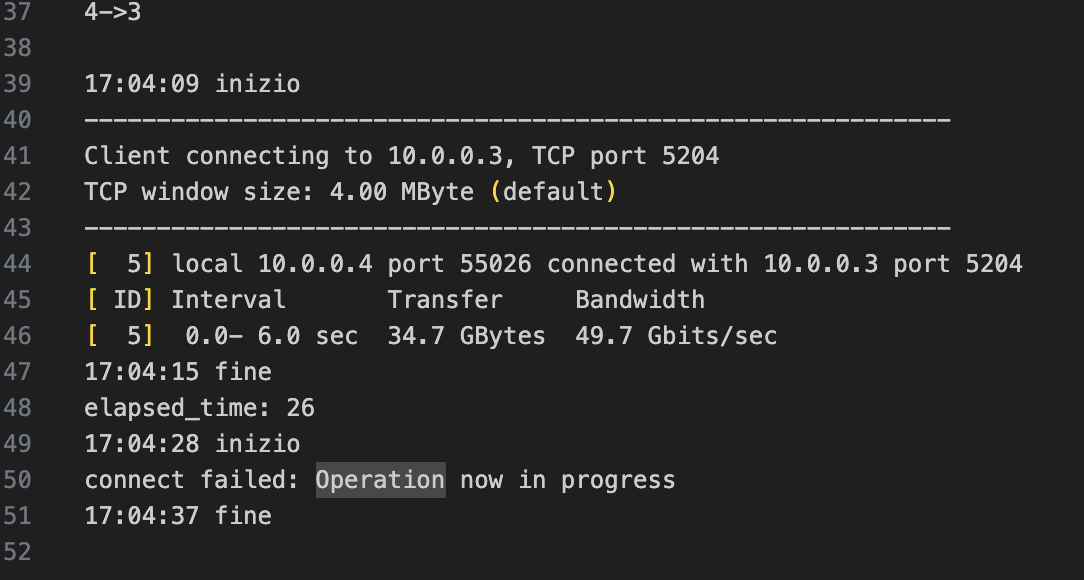 37 4->3
38
39 17:04:09 inizio
40 ------------------------------------------------------------
41 Client connecting to 10.0.0.3, TCP port 5204
42 TCP window size: 4.00 MByte (default)
43 ------------------------------------------------------------
44 [  5] local 10.0.0.4 port 55026 connected with 10.0.0.3 port 5204
45 [ ID] Interval       Transfer     Bandwidth
46 [  5]  0.0- 6.0 sec  34.7 GBytes  49.7 Gbits/sec
47 17:04:15 fine
48 elapsed_time: 26
49 17:04:28 inizio
50 connect failed: Operation now in progress
51 17:04:37 fine
52